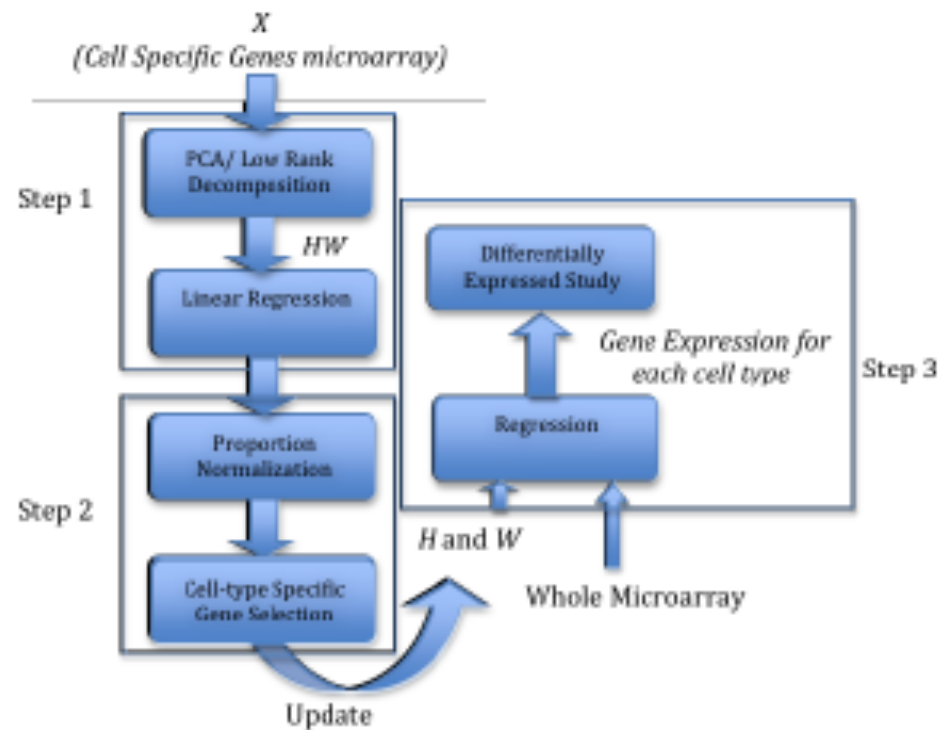 X
(Cell Specific Genes microarray)
Step 1
PCA/ Low Rank
Decomposition
HW
Linear Regression
Step 2
Proportion
Normalization
Cell-type Specific
Gene Selection
Update
H and W
Whole Microarray
Regression
Gene Expression for
each cell type
Differentially
Expressed Study
Step 3